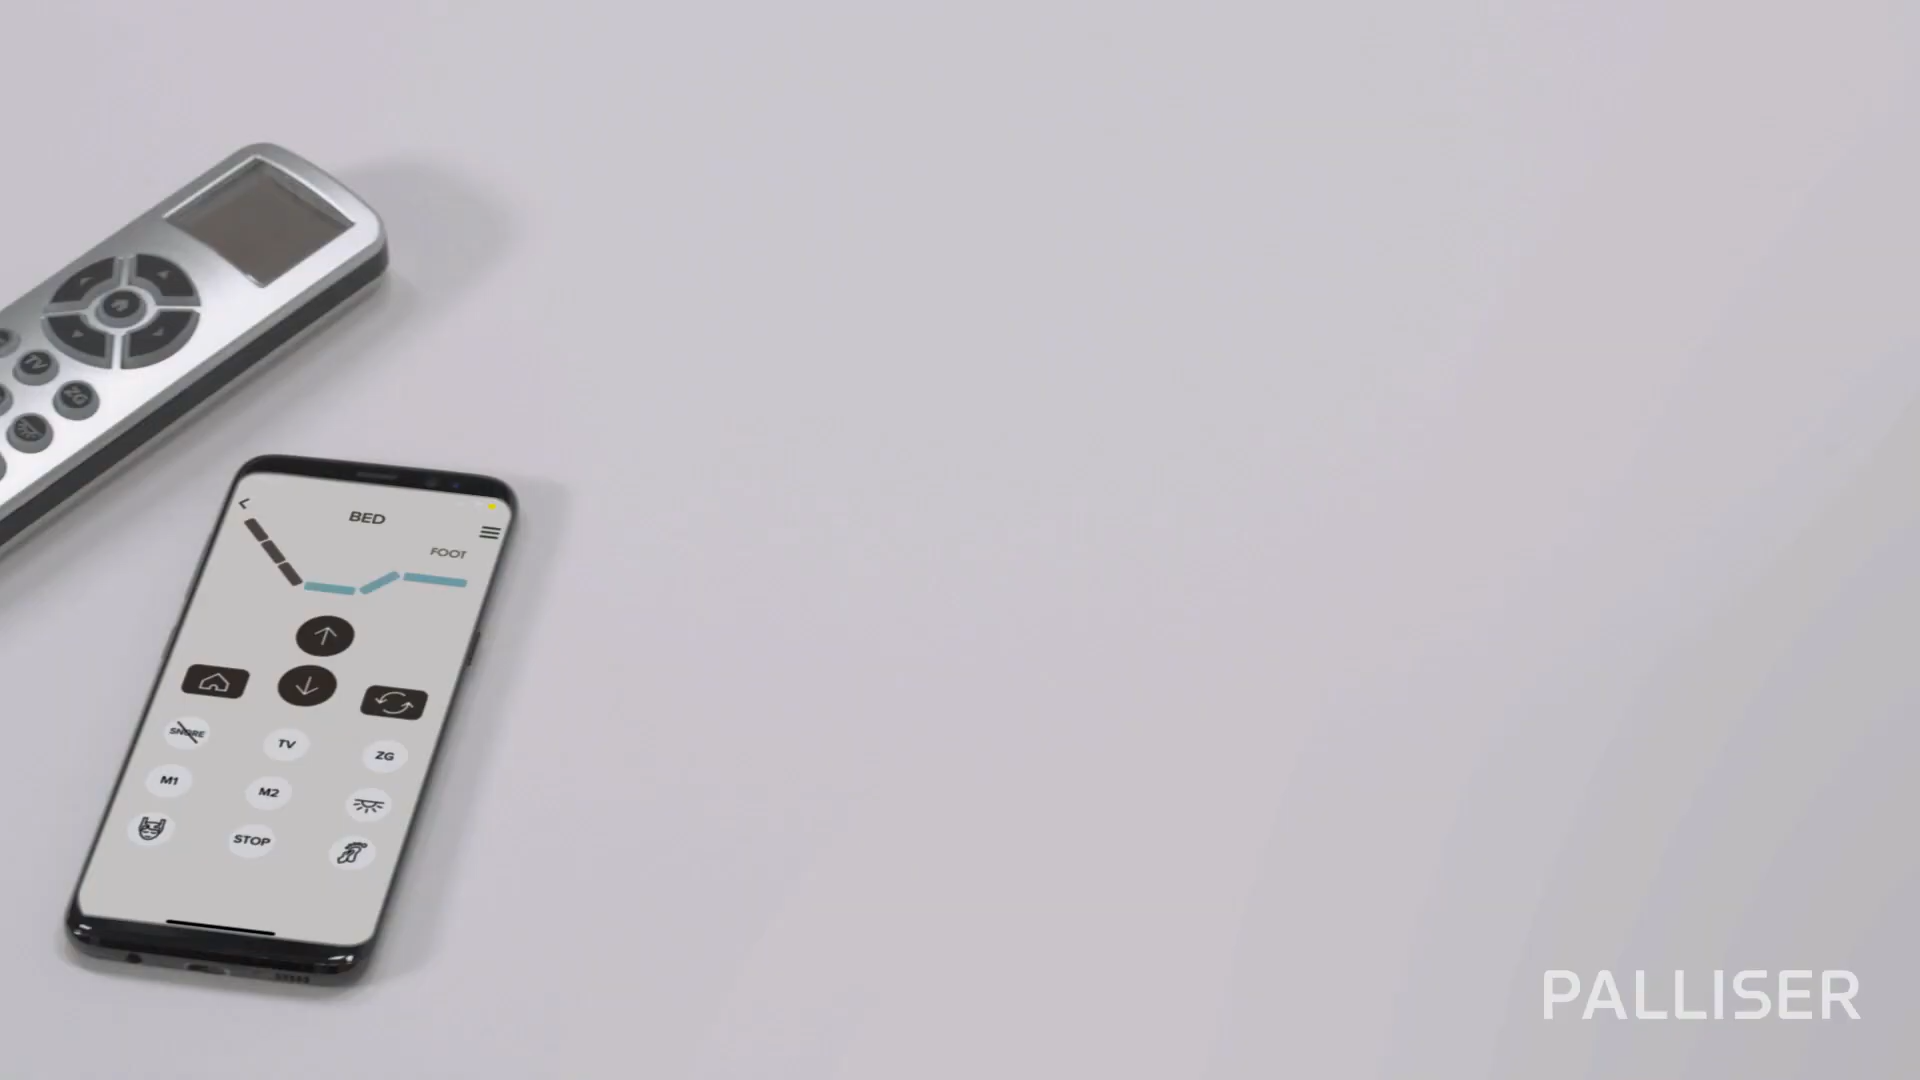 TV
ZG
BED
FOOT
SNORE
TV
ZG
M1
M2
STOP
PALLISER